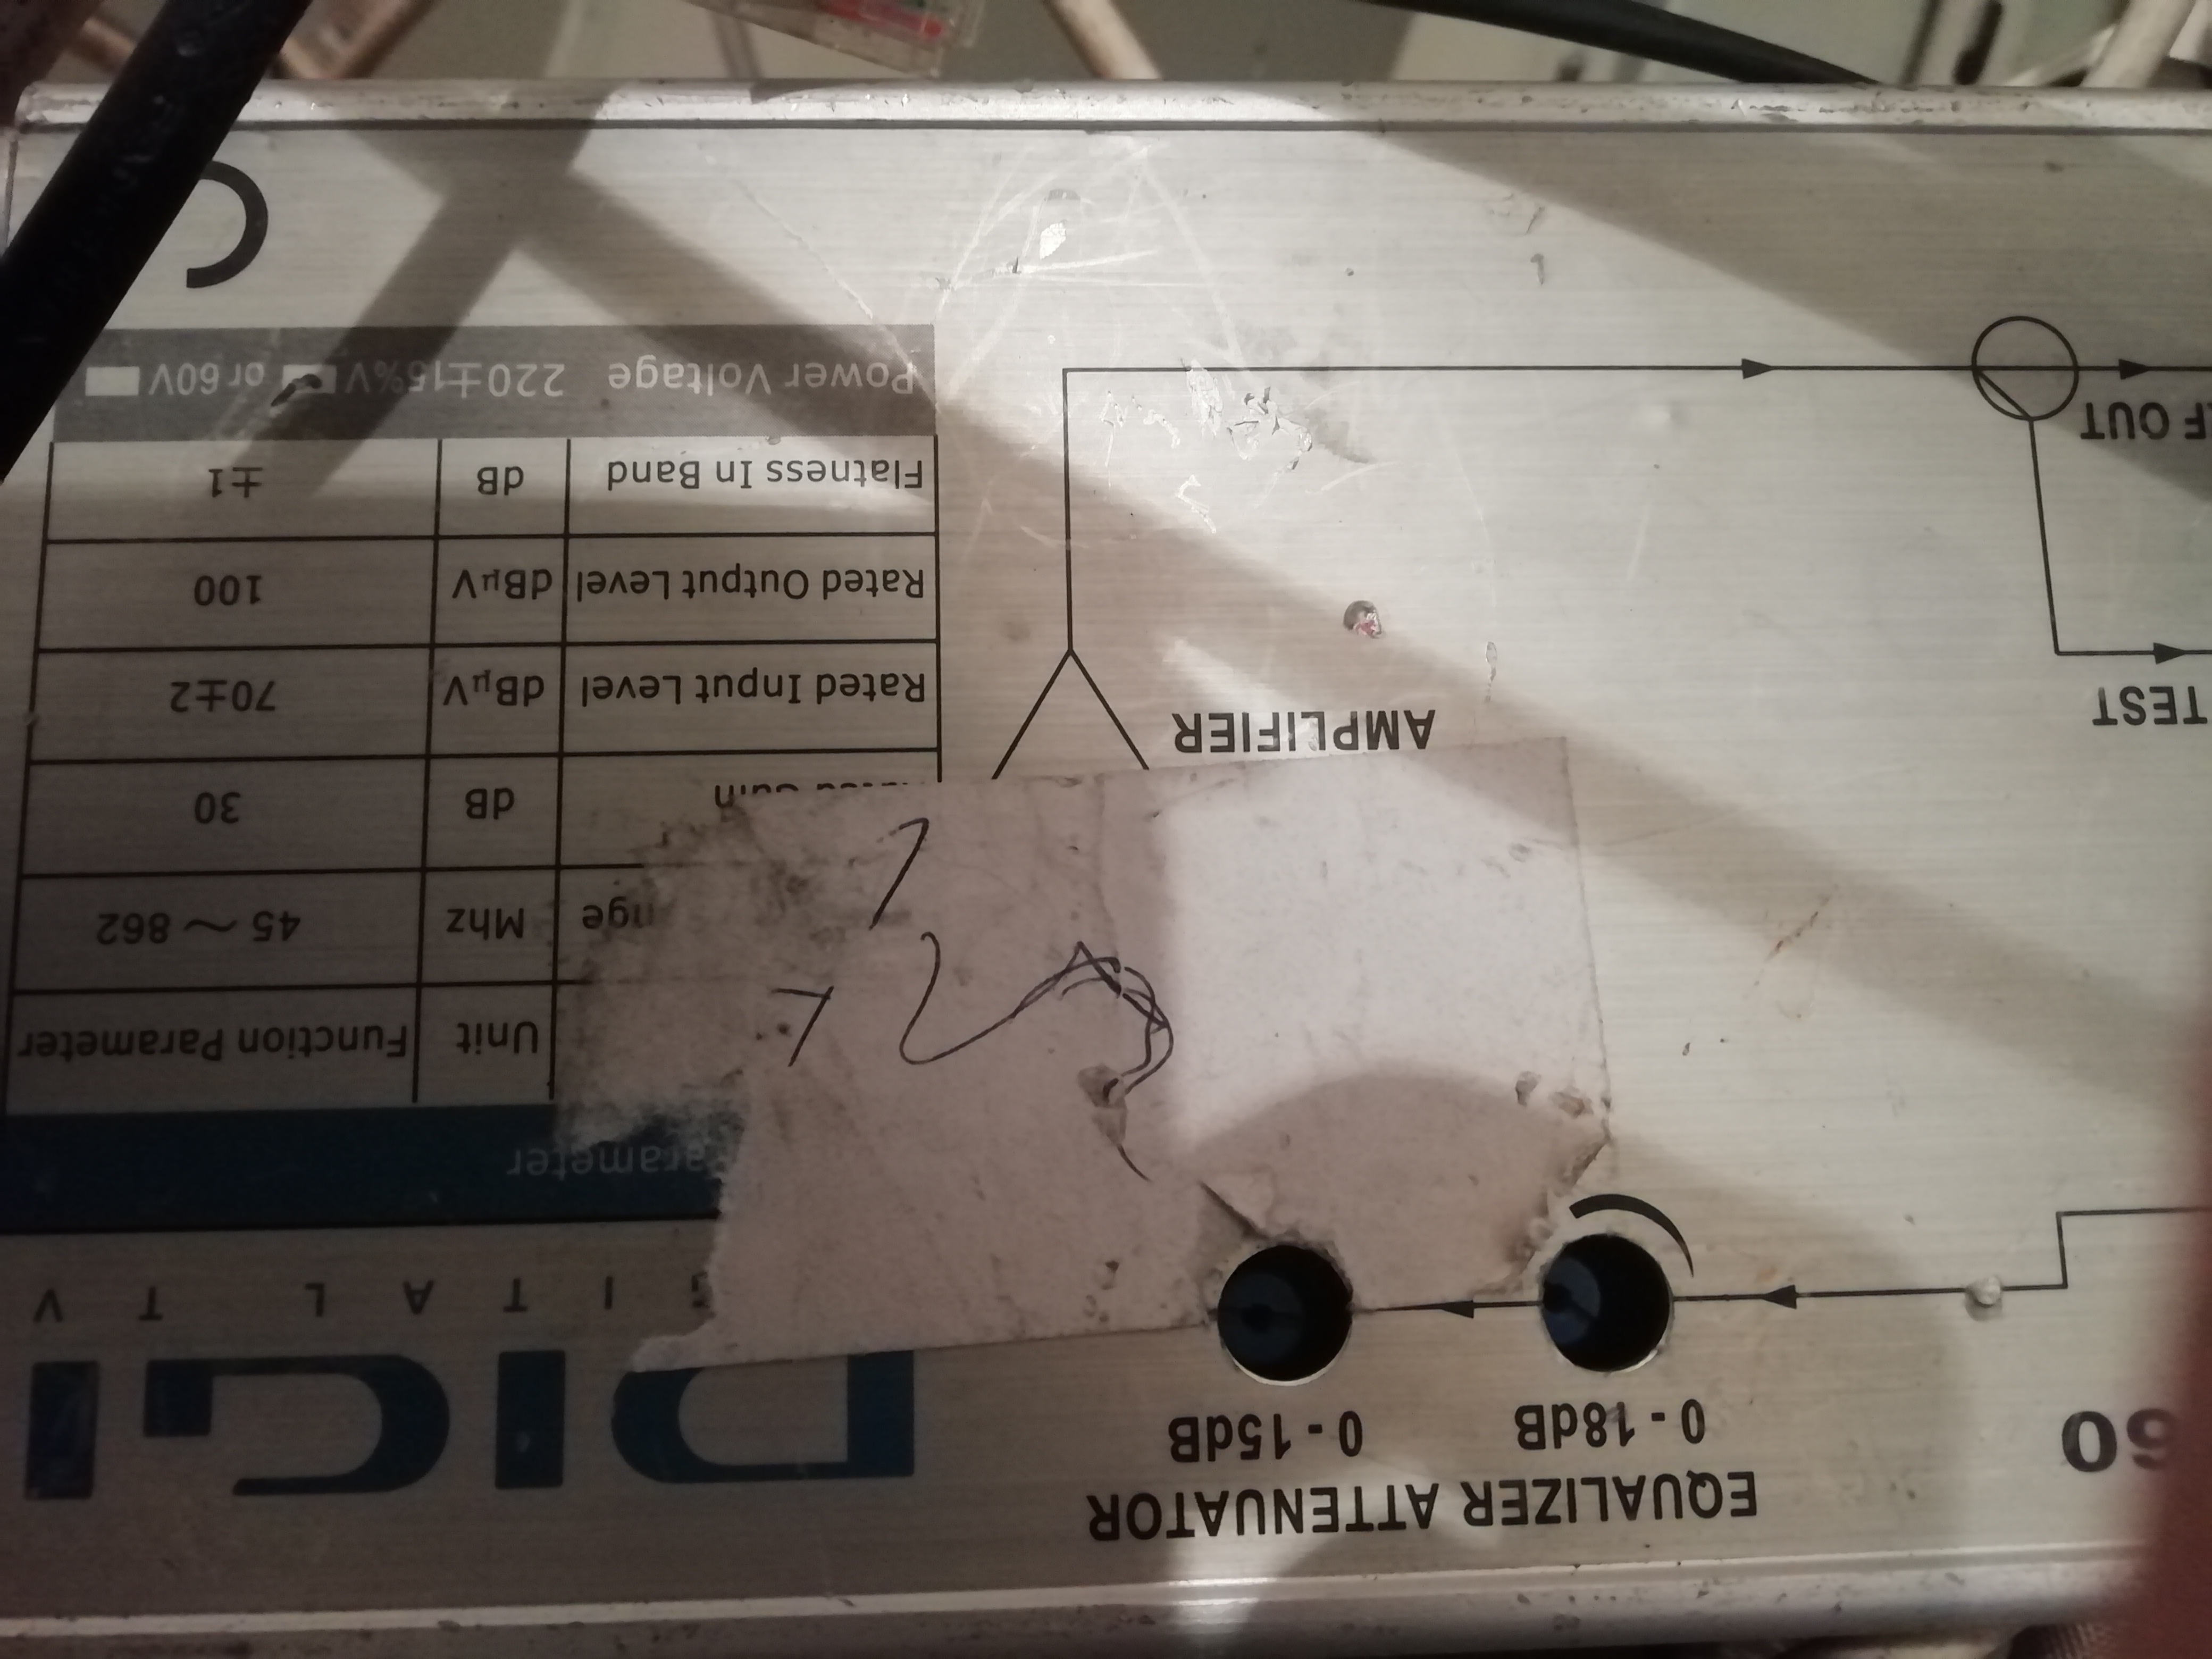 60
EQUALIZER ATTENUATOR
0-18dB
0-15dB
TEST
AMPLIFIER
OUT
DIGI
I T A L T V
Unit Function Parameter
Mhz 45 ~ 862
dB 30
Rated Input Level dBμV 70±2
Rated Output Level dBμV 100
Flatness In Band dB ±1
Power Voltage 220±15%V or 60V
C